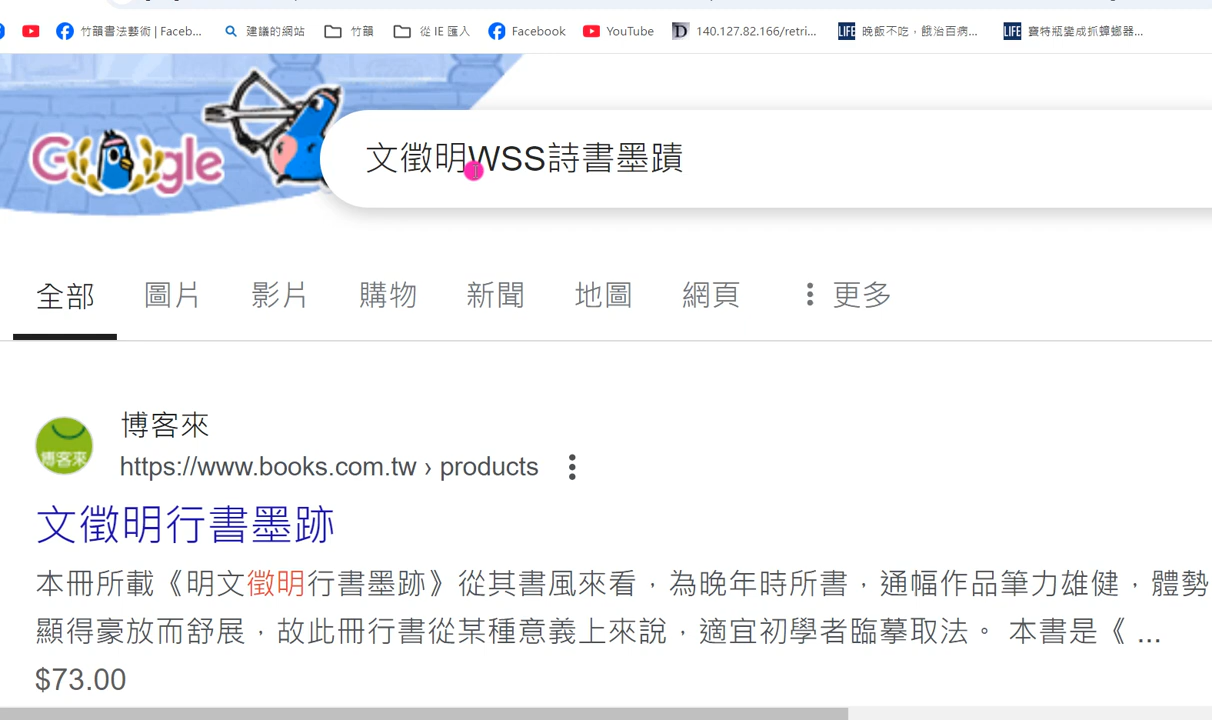 竹韻書法藝術 | Faceb... 建議的網站 竹韻 從 IE 匯入 Facebook YouTube 140.127.82.166/retri... 晚飯不吃，餓治百病... 寶特瓶變成抓蟑螂器...
Google
文徵明WSS詩書墨蹟
全部 圖片 影片 購物 新聞 地圖 網頁 更多
博客來
https://www.books.com.tw › products
文徵明行書墨跡
本冊所載《明文徵明行書墨跡》從其書風來看，為晚年時所書，通幅作品筆力雄健，體勢
顯得豪放而舒展，故此冊行書從某種意義上來說，適宜初學者臨摹取法。 本書是《 ...
$73.00